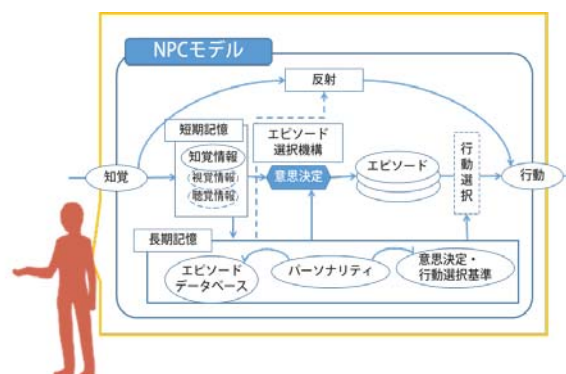 NPCモデル
反射
短期記憶
エピソード
選択機構
知覚情報
視覚情報
聴覚情報
知覚
意思決定
エピソード
行動選択
行動
長期記憶
エピソード
データベース
パーソナリティ
意思決定・
行動選択基準